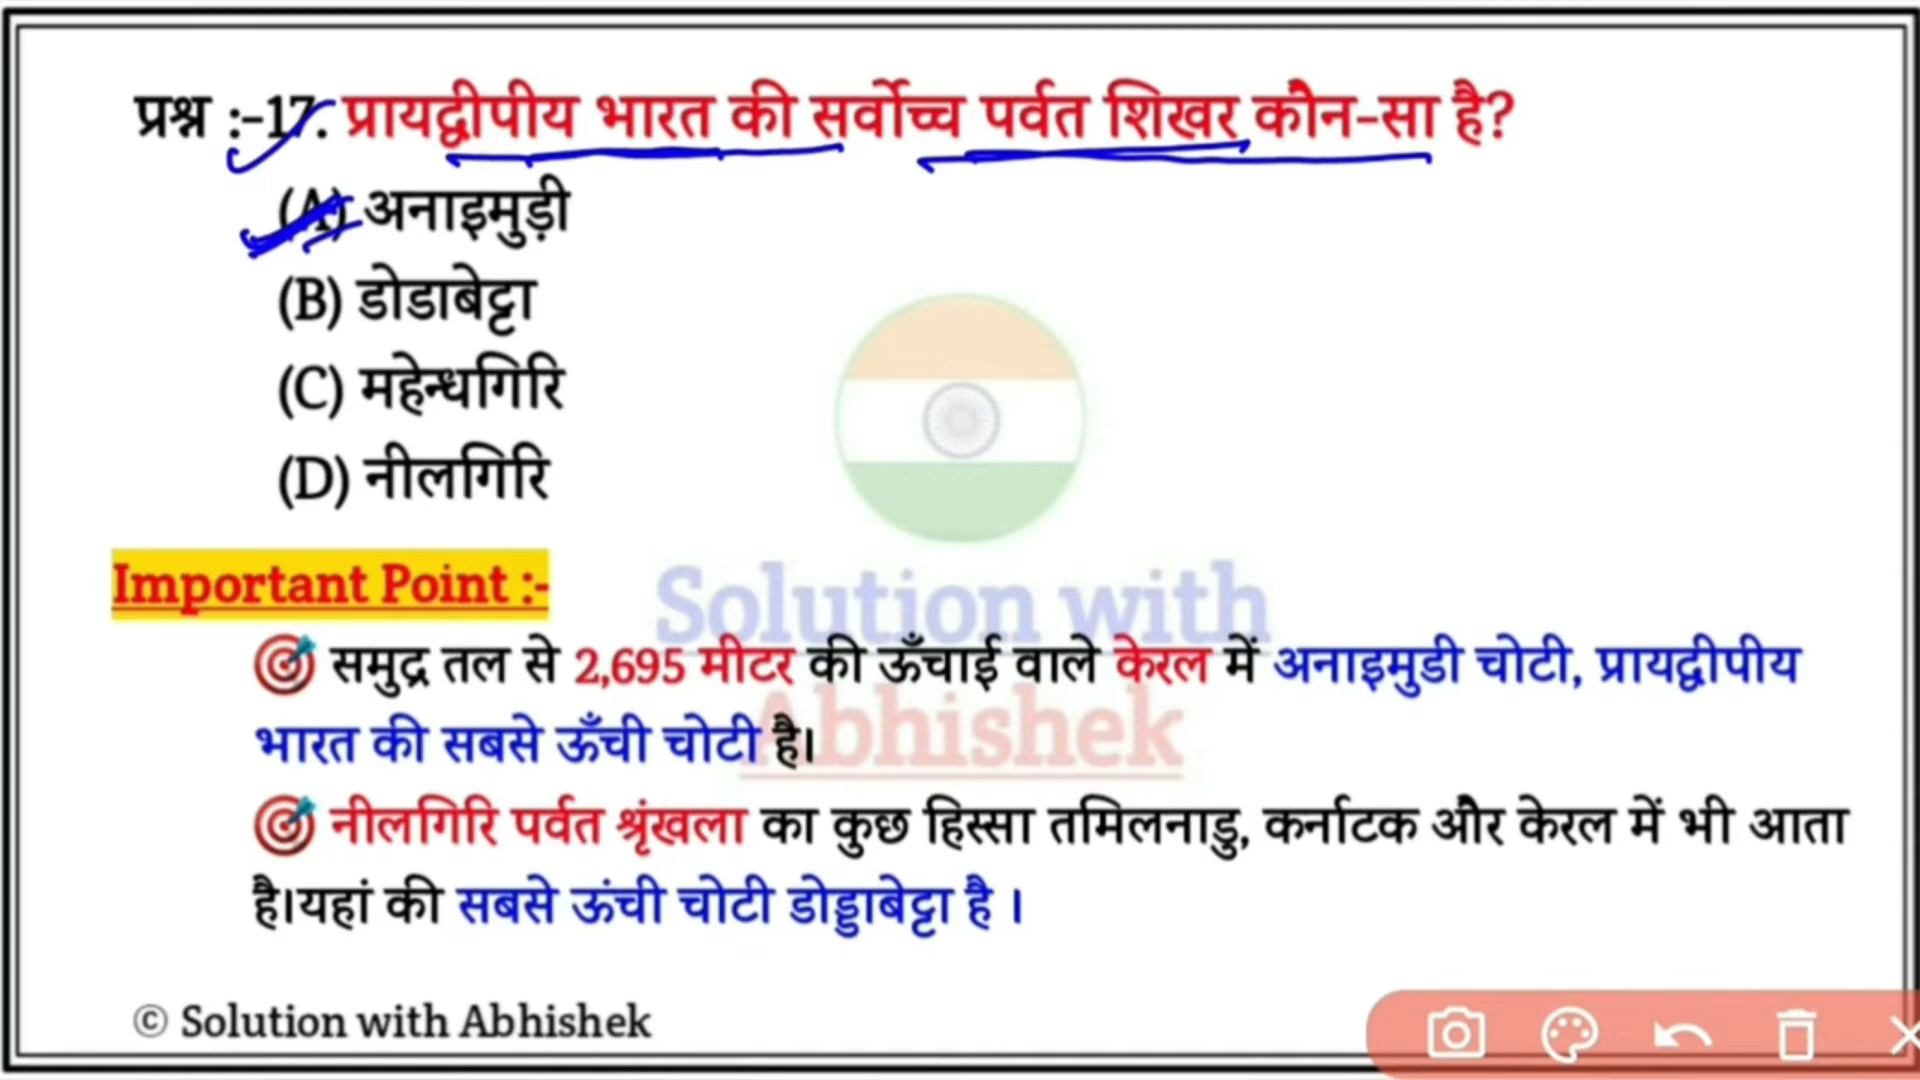 प्रश्न :-17. प्रायद्वीपीय भारत की सर्वोच्च पर्वत शिखर कौन-सा है?
(A) अनाइमुड़ी
(B) डोडाबेट्टा
(C) महेन्धगिरि
(D) नीलगिरि
Important Point :-
Solution with
Abhishek
समुद्र तल से 2,695 मीटर की ऊँचाई वाले केरल में अनाइमुडी चोटी, प्रायद्वीपीय
भारत की सबसे ऊँची चोटी है।
नीलगिरि पर्वत श्रृंखला का कुछ हिस्सा तमिलनाडु, कर्नाटक और केरल में भी आता
है।यहां की सबसे ऊंची चोटी डोड्डाबेट्टा है ।
© Solution with Abhishek